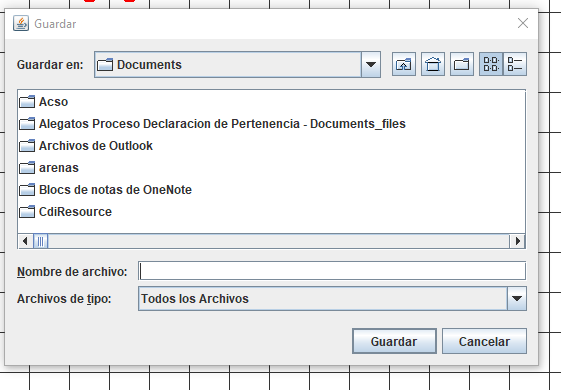 Guardar
Guardar en: Documents
Acso
Alegatos Proceso Declaracion de Pertenencia - Documents_files
Archivos de Outlook
arenas
Blocs de notas de OneNote
CdiResource
Nombre de archivo:
Archivos de tipo: Todos los Archivos
Guardar Cancelar